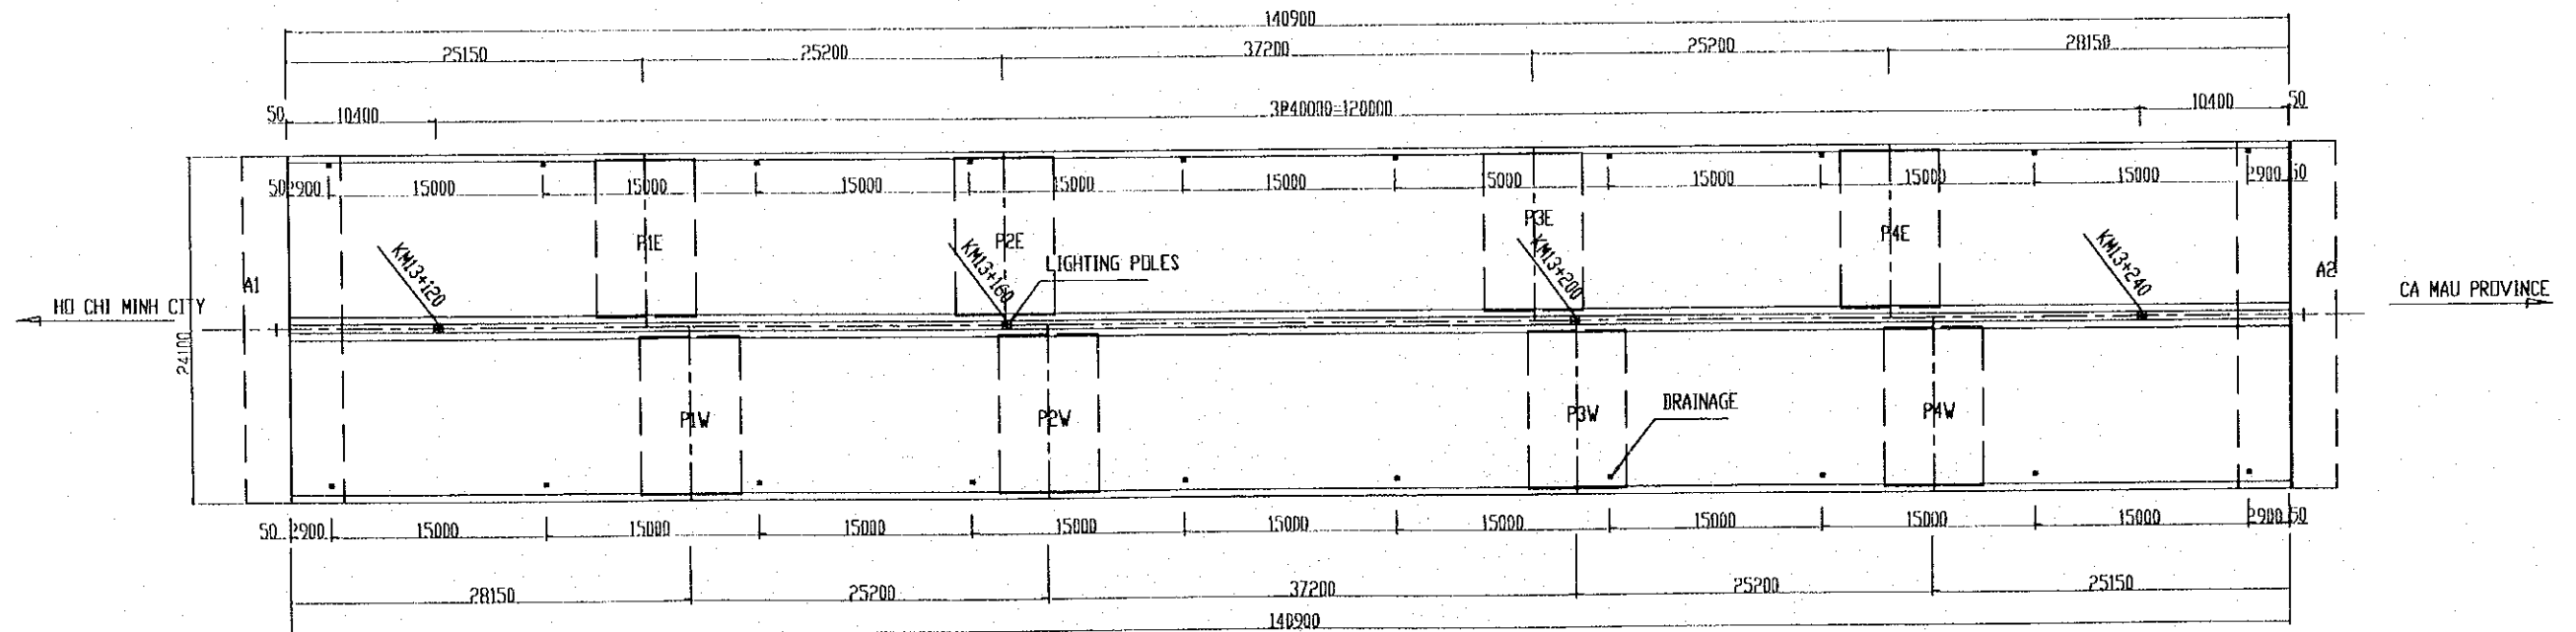 140900
25150 25200 37200 25200 28150
50 10400 3@40000=120000 10400 50
50 2900 15000 15000 15000 15000 15000 5000 15000 15000 15000 2900 50
P1E P2E P3E P4E
KM13+120 KM13+160 KM13+200 KM13+240
LIGHTING POLES
A1 A2
HO CHI MINH CITY
CA MAU PROVINCE
24100
P1W P2W P3W P4W
DRAINAGE
50 2900 15000 15000 15000 15000 15000 15000 15000 15000 15000 2900 50
28150 25200 37200 25200 25150
140900